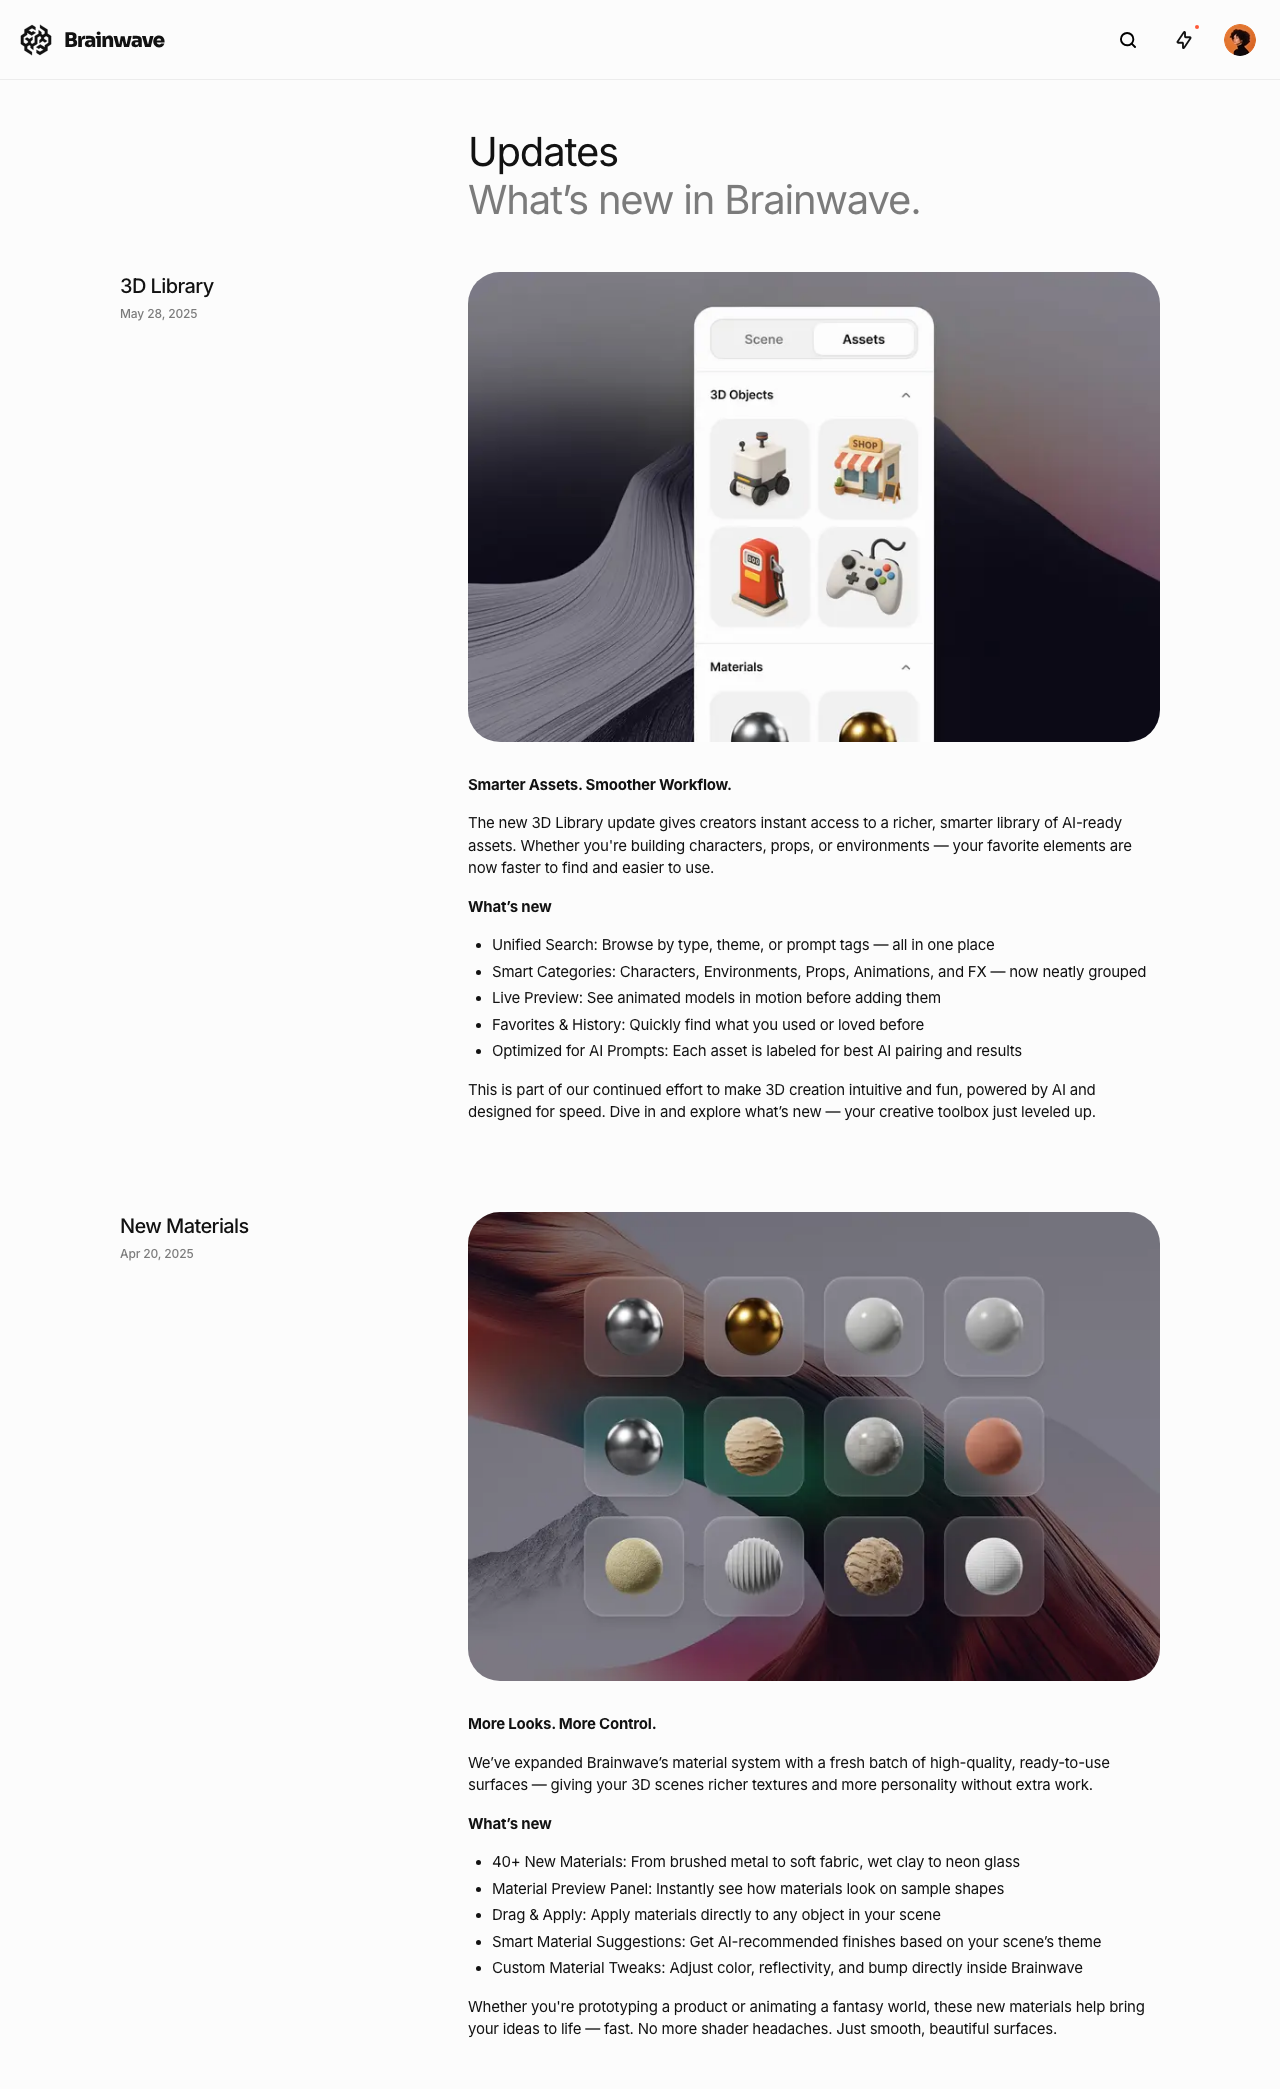 Brainwave
Updates
What’s new in Brainwave.
3D Library
May 28, 2025
Scene
Assets
3D Objects
SHOP
Materials
Smarter Assets. Smoother Workflow.
The new 3D Library update gives creators instant access to a richer, smarter library of AI-ready
assets. Whether you're building characters, props, or environments — your favorite elements are
now faster to find and easier to use.
What’s new
• Unified Search: Browse by type, theme, or prompt tags — all in one place
• Smart Categories: Characters, Environments, Props, Animations, and FX — now neatly grouped
• Live Preview: See animated models in motion before adding them
• Favorites & History: Quickly find what you used or loved before
• Optimized for AI Prompts: Each asset is labeled for best AI pairing and results
This is part of our continued effort to make 3D creation intuitive and fun, powered by AI and
designed for speed. Dive in and explore what’s new — your creative toolbox just leveled up.
New Materials
Apr 20, 2025
More Looks. More Control.
We’ve expanded Brainwave’s material system with a fresh batch of high-quality, ready-to-use
surfaces — giving your 3D scenes richer textures and more personality without extra work.
What’s new
• 40+ New Materials: From brushed metal to soft fabric, wet clay to neon glass
• Material Preview Panel: Instantly see how materials look on sample shapes
• Drag & Apply: Apply materials directly to any object in your scene
• Smart Material Suggestions: Get AI-recommended finishes based on your scene’s theme
• Custom Material Tweaks: Adjust color, reflectivity, and bump directly inside Brainwave
Whether you're prototyping a product or animating a fantasy world, these new materials help bring
your ideas to life — fast. No more shader headaches. Just smooth, beautiful surfaces.